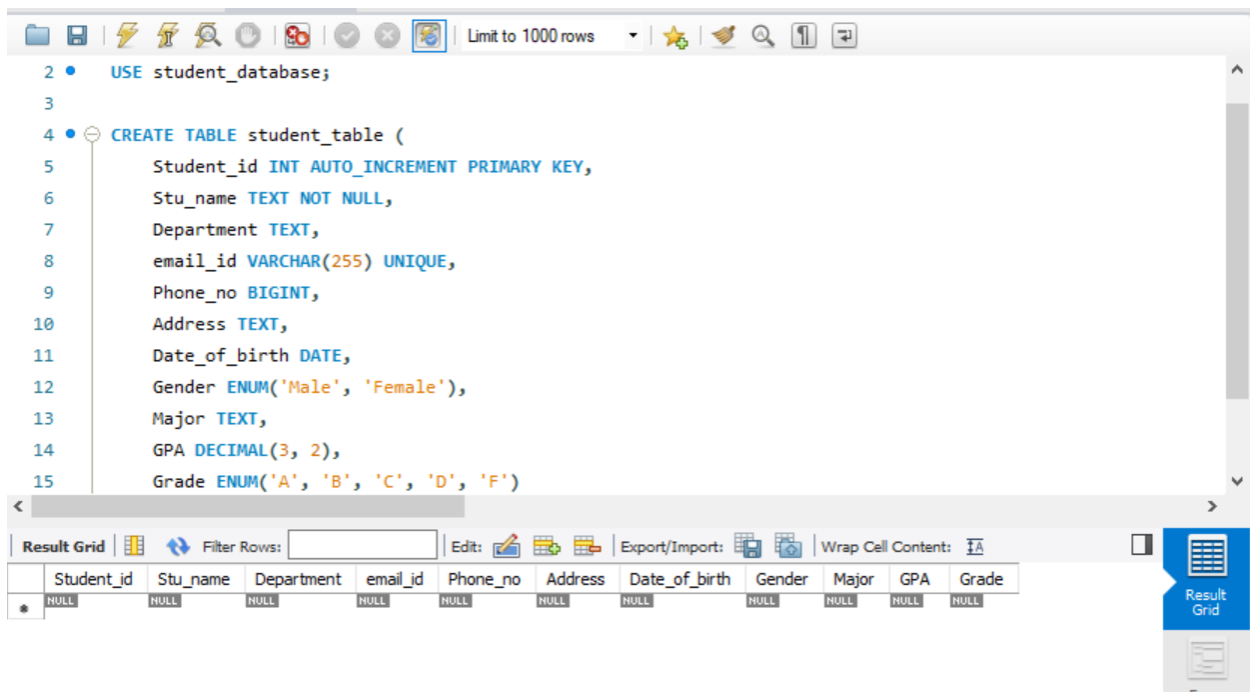 Limit to 1000 rows
2 USE student_database;
3
4 CREATE TABLE student_table (
5 Student_id INT AUTO_INCREMENT PRIMARY KEY,
6 Stu_name TEXT NOT NULL,
7 Department TEXT,
8 email_id VARCHAR(255) UNIQUE,
9 Phone_no BIGINT,
10 Address TEXT,
11 Date_of_birth DATE,
12 Gender ENUM('Male', 'Female'),
13 Major TEXT,
14 GPA DECIMAL(3, 2),
15 Grade ENUM('A', 'B', 'C', 'D', 'F')
Result Grid Filter Rows: Edit: Export/Import: Wrap Cell Content: IA
Student_id Stu_name Department email_id Phone_no Address Date_of_birth Gender Major GPA Grade
NULL NULL NULL NULL NULL NULL NULL NULL NULL NULL NULL
Result
Grid